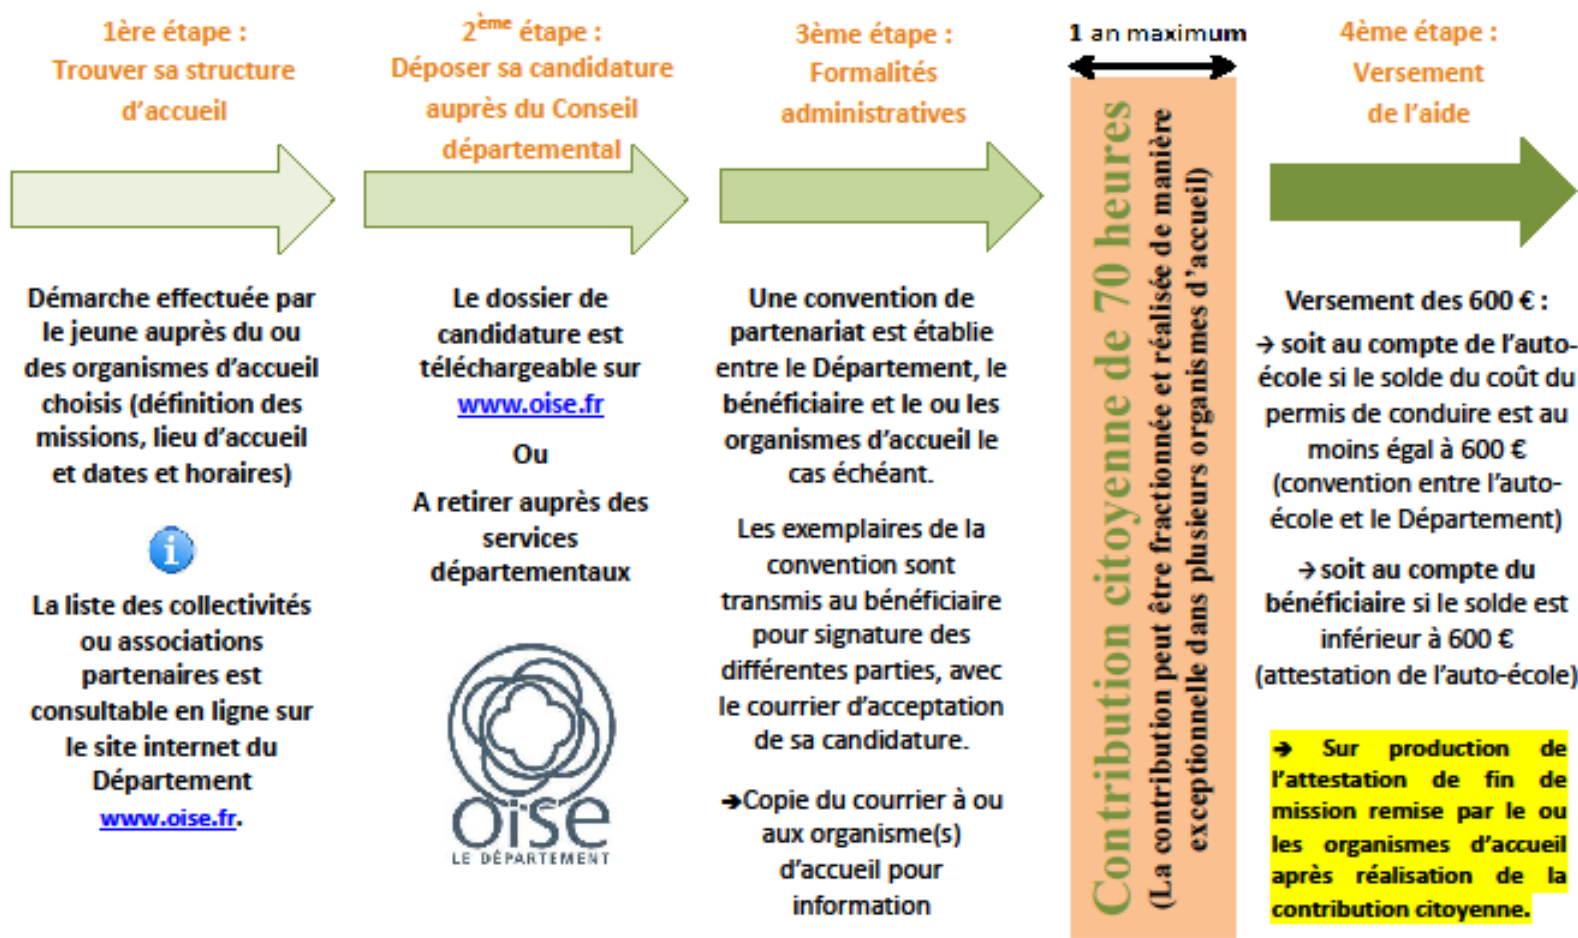 1ère étape :
Trouver sa structure
d’accueil
Démarche effectuée par
le jeune auprès du ou
des organismes d’accueil
choisis (définition des
missions, lieu d’accueil
et dates et horaires)
i
La liste des collectivités
ou associations
partenaires est
consultable en ligne sur
le site internet du
Département
www.oise.fr.
2ème étape :
Déposer sa candidature
auprès du Conseil
départemental
Le dossier de
candidature est
téléchargeable sur
www.oise.fr
Ou
A retirer auprès des
services
départementaux
oise
LE DÉPARTEMENT
3ème étape :
Formalités
administratives
Une convention de
partenariat est établie
entre le Département, le
bénéficiaire et le ou les
organismes d’accueil le
cas échéant.
Les exemplaires de la
convention sont
transmis au bénéficiaire
pour signature des
différentes parties, avec
le courrier d’acceptation
de sa candidature.
➔Copie du courrier à ou
aux organisme(s)
d’accueil pour
information
1 an maximum
Contribution citoyenne de 70 heures
(La contribution peut être fractionnée et réalisée de manière
exceptionnelle dans plusieurs organismes d’accueil)
4ème étape :
Versement
de l’aide
Versement des 600 € :
→ soit au compte de l’auto-
école si le solde du coût du
permis de conduire est au
moins égal à 600 €
(convention entre l’auto-
école et le Département)
→ soit au compte du
bénéficiaire si le solde est
inférieur à 600 €
(attestation de l’auto-école)
➔ Sur production de
l’attestation de fin de
mission remise par le ou
les organismes d’accueil
après réalisation de la
contribution citoyenne.